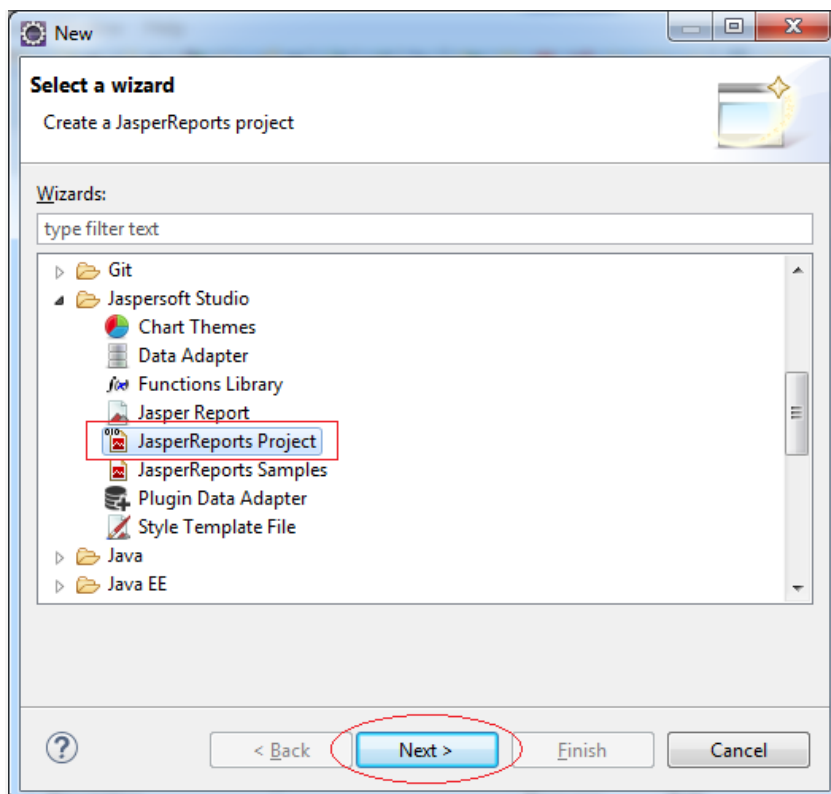 New
Select a wizard
Create a JasperReports project
Wizards:
type filter text
Git
Jaspersoft Studio
Chart Themes
Data Adapter
f(x) Functions Library
Jasper Report
010 JasperReports Project
JasperReports Samples
Plugin Data Adapter
Style Template File
Java
Java EE
? < Back Next > Finish Cancel